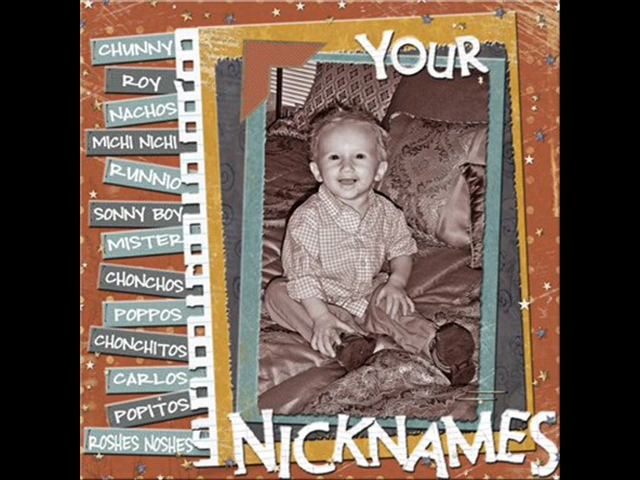 YOUR
CHUNNY
ROY
NACHOS
MICHI NICHI
RUNNIO
SONNY BOY
MISTER
CHONCHOS
POPPOS
CHONCHITOS
CARLOS
POPITOS
ROSHES NOSHES
NICKNAMES